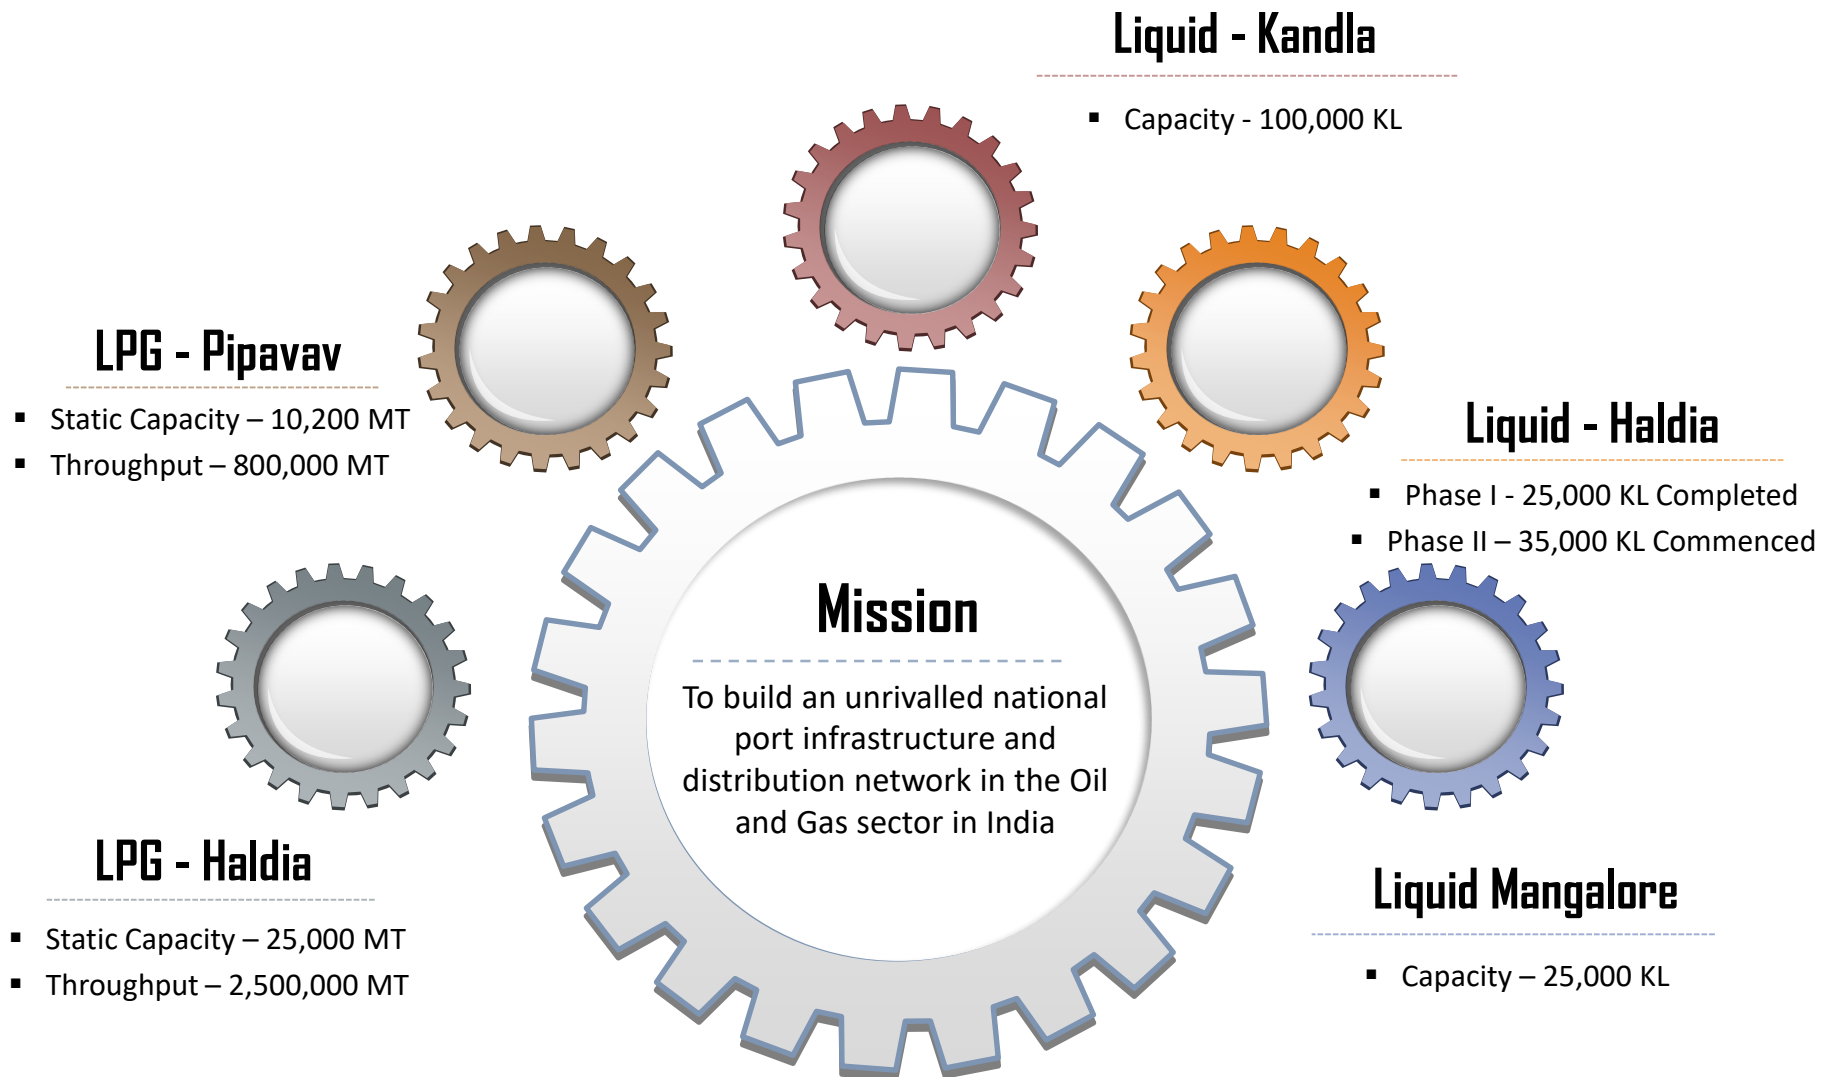 Liquid - Kandla
▪ Capacity - 100,000 KL
LPG - Pipavav
▪ Static Capacity – 10,200 MT
▪ Throughput – 800,000 MT
Liquid - Haldia
▪ Phase I - 25,000 KL Completed
▪ Phase II – 35,000 KL Commenced
Mission
To build an unrivalled national
port infrastructure and
distribution network in the Oil
and Gas sector in India
LPG - Haldia
▪ Static Capacity – 25,000 MT
▪ Throughput – 2,500,000 MT
Liquid Mangalore
▪ Capacity – 25,000 KL